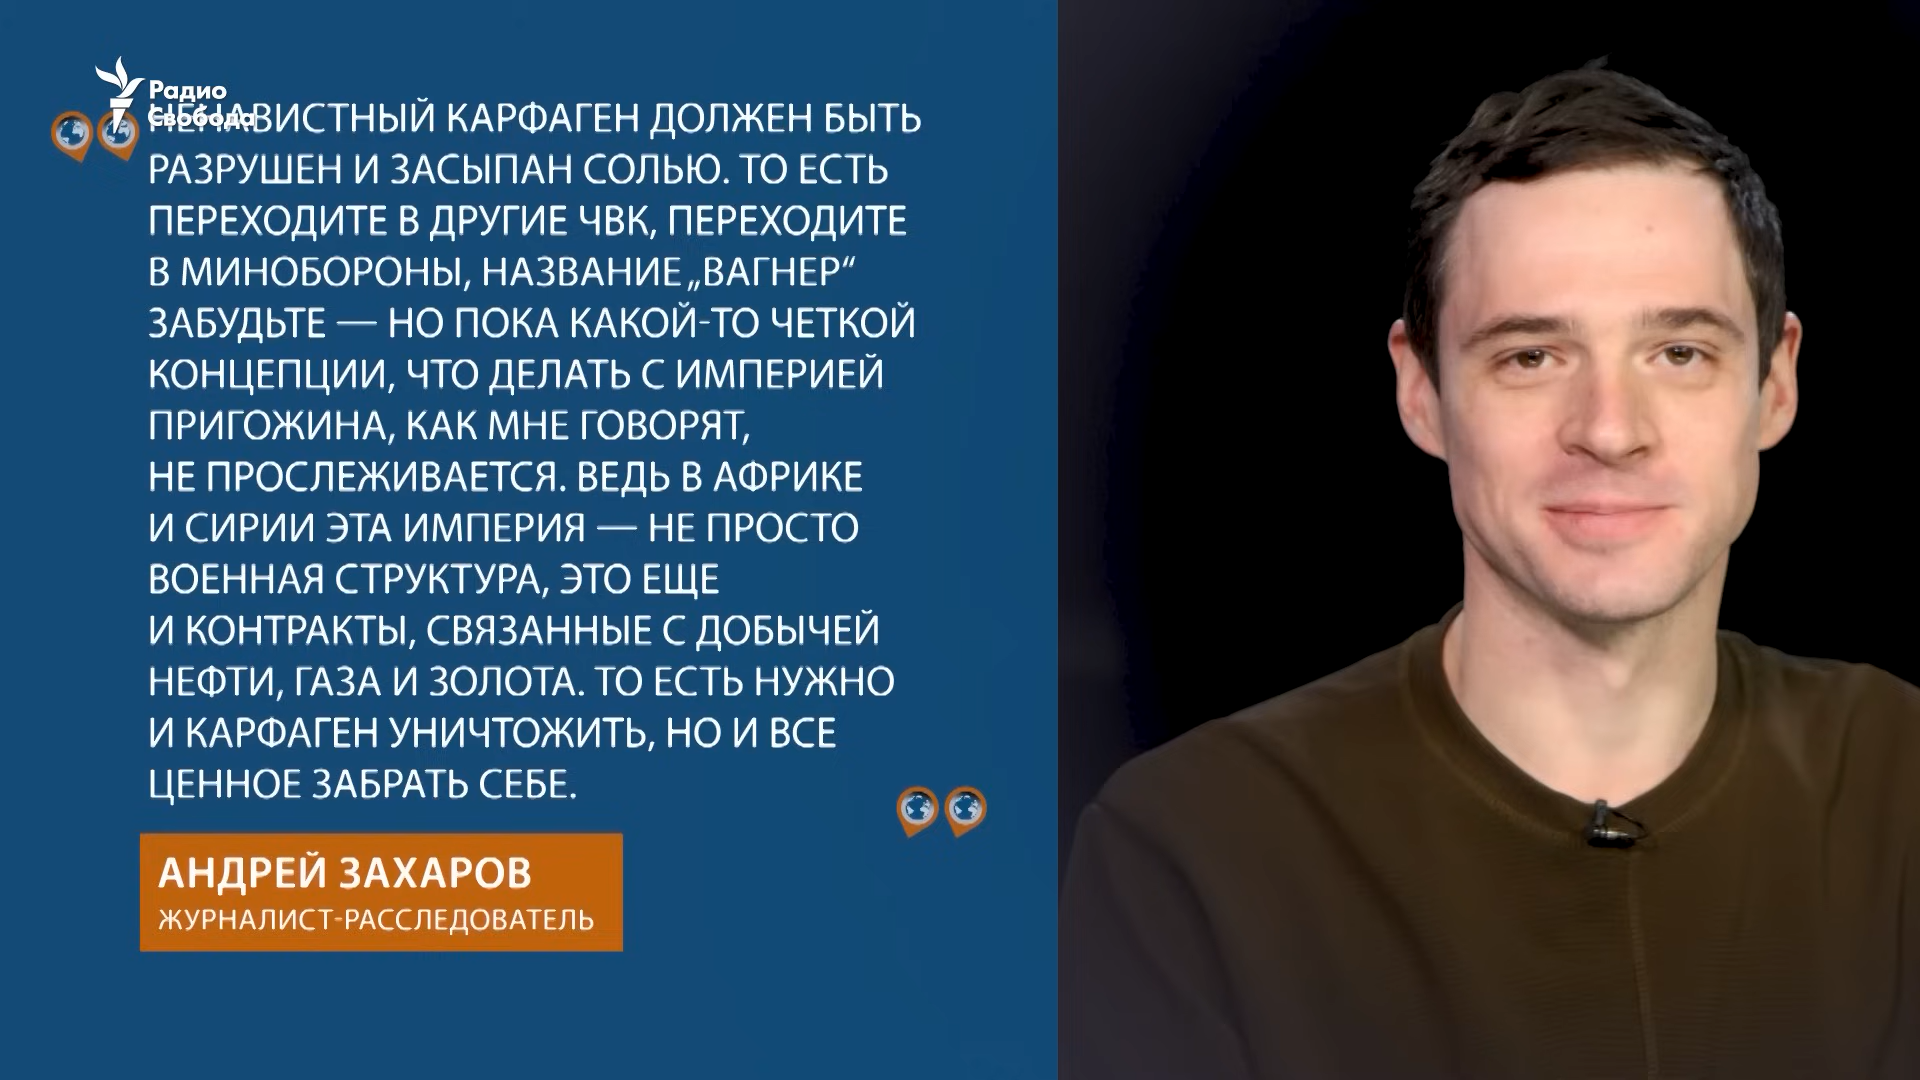 Радио
Свобода
НЕНАВИСТНЫЙ КАРФАГЕН ДОЛЖЕН БЫТЬ
РАЗРУШЕН И ЗАСЫПАН СОЛЬЮ. ТО ЕСТЬ
ПЕРЕХОДИТЕ В ДРУГИЕ ЧВК, ПЕРЕХОДИТЕ
В МИНОБОРОНЫ, НАЗВАНИЕ „ВАГНЕР“
ЗАБУДЬТЕ — НО ПОКА КАКОЙ-ТО ЧЕТКОЙ
КОНЦЕПЦИИ, ЧТО ДЕЛАТЬ С ИМПЕРИЕЙ
ПРИГОЖИНА, КАК МНЕ ГОВОРЯТ,
НЕ ПРОСЛЕЖИВАЕТСЯ. ВЕДЬ В АФРИКЕ
И СИРИИ ЭТА ИМПЕРИЯ — НЕ ПРОСТО
ВОЕННАЯ СТРУКТУРА, ЭТО ЕЩЕ
И КОНТРАКТЫ, СВЯЗАННЫЕ С ДОБЫЧЕЙ
НЕФТИ, ГАЗА И ЗОЛОТА. ТО ЕСТЬ НУЖНО
И КАРФАГЕН УНИЧТОЖИТЬ, НО И ВСЕ
ЦЕННОЕ ЗАБРАТЬ СЕБЕ.
АНДРЕЙ ЗАХАРОВ
ЖУРНАЛИСТ-РАССЛЕДОВАТЕЛЬ